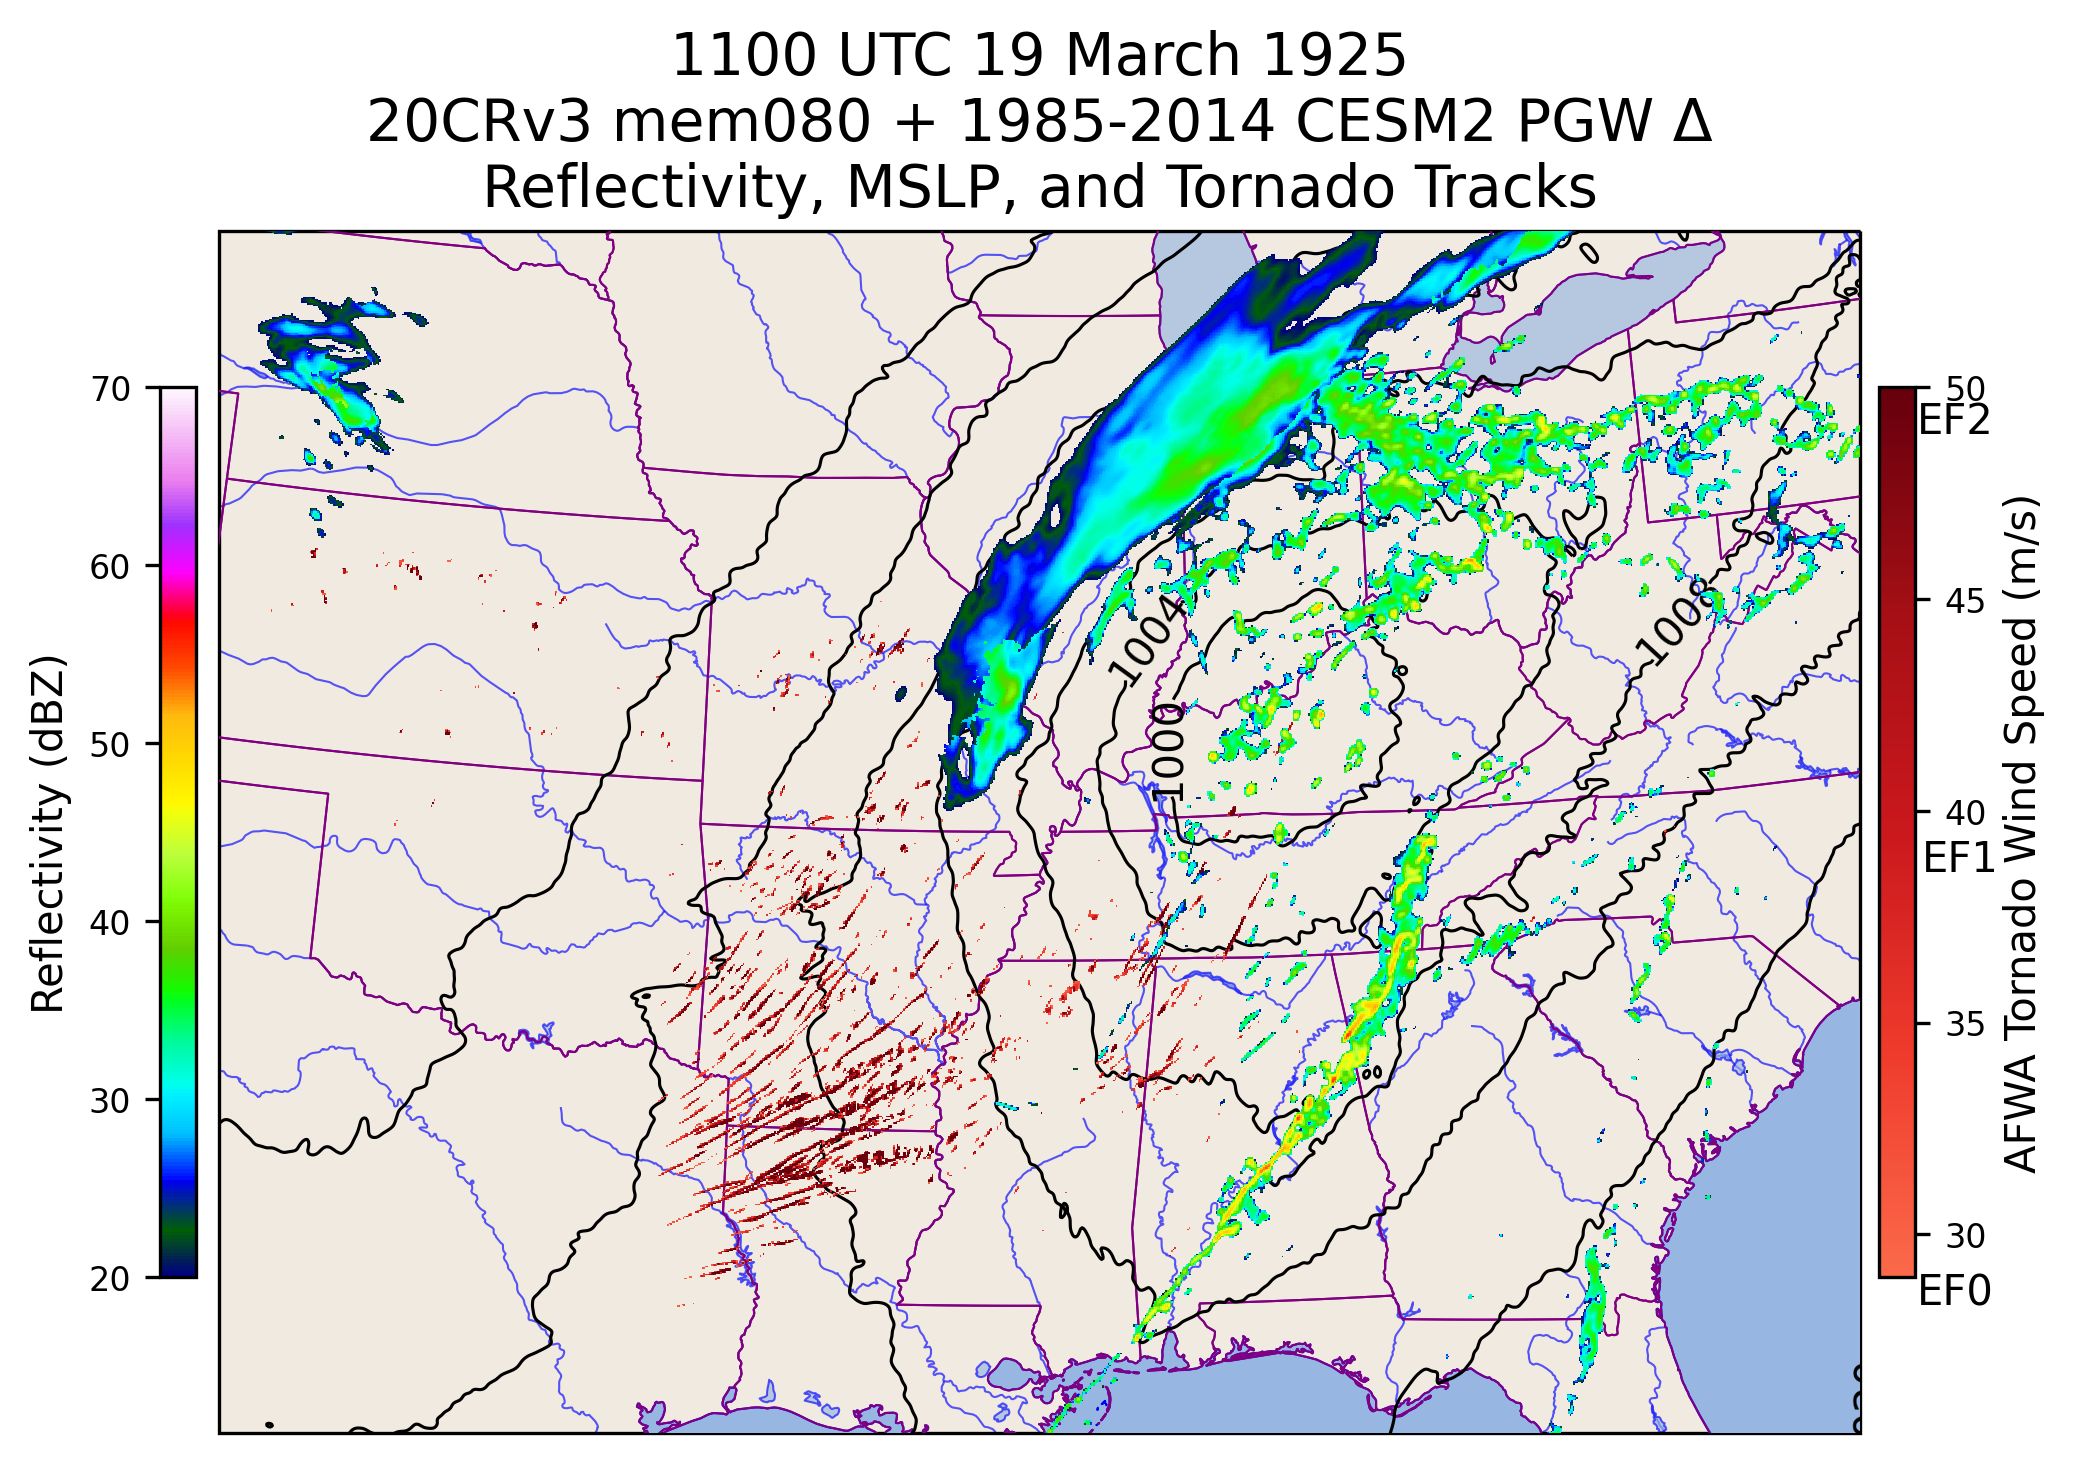 1100 UTC 19 March 1925
20CRv3 mem080 + 1985-2014 CESM2 PGW Δ
Reflectivity, MSLP, and Tornado Tracks
Reflectivity (dBZ)
70
60
50
40
30
20
1004
1000
1008
50
EF2
45
40
EF1
35
30
EF0
AFWA Tornado Wind Speed (m/s)